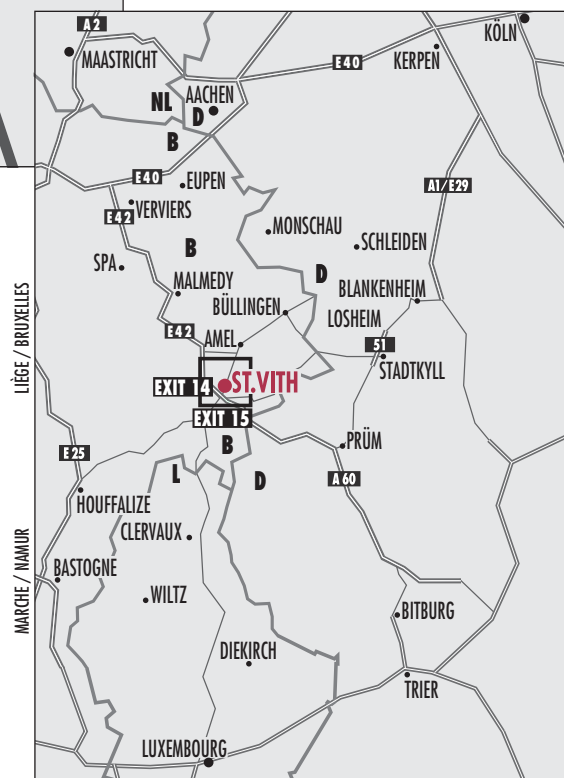 A2
KÖLN
MAASTRICHT
E40
KERPEN
NL
AACHEN
D
B
E40
EUPEN
A1/E29
E42
VERVIERS
MONSCHAU
B
SCHLEIDEN
SPA
D
MALMEDY
BLANKENHEIM
BÜLLINGEN
LOSHEIM
E42
AMEL
51
STADTKYLL
LIÈGE / BRUXELLES
EXIT 14
ST.VITH
EXIT 15
B
PRÜM
E25
L
D
A60
HOUFFALIZE
CLERVAUX
BASTOGNE
MARCHE / NAMUR
WILTZ
BITBURG
DIEKIRCH
TRIER
LUXEMBOURG